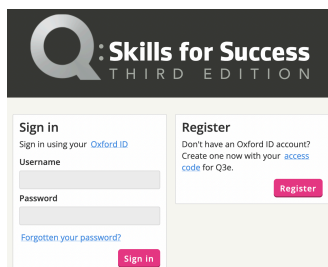 Q: Skills for Success
THIRD EDITION
Sign in
Sign in using your Oxford ID
Username
Password
Forgotten your password?
Sign in
Register
Don't have an Oxford ID account?
Create one now with your access
code for Q3e.
Register